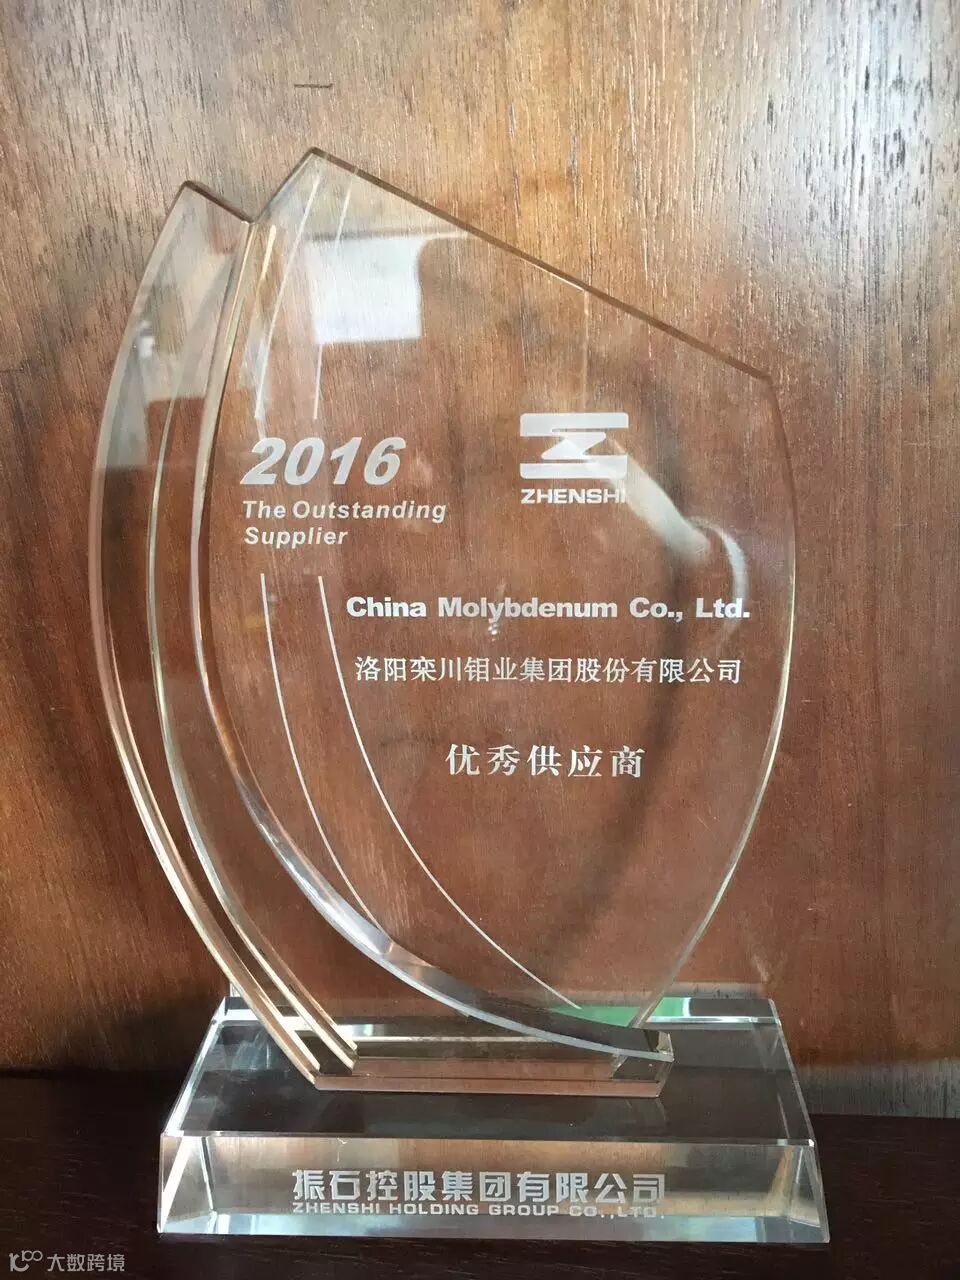 2016
The Outstanding
Supplier
ZHENSHI
China Molybdenum Co., Ltd.
洛阳栾川钼业集团股份有限公司
优秀供应商
振石控股集团有限公司
ZHENSHI HOLDING GROUP CO.,LTD.
大数跨境